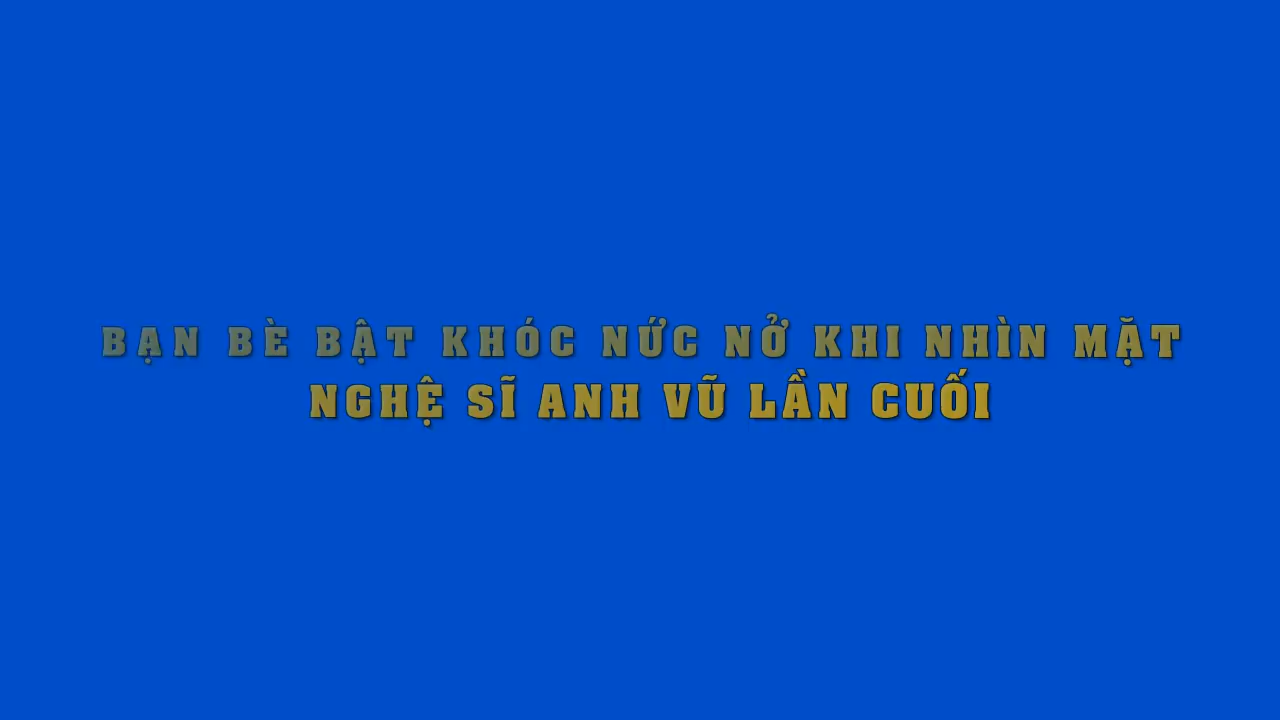 BẠN BÈ BẬT KHÓC NỨC NỞ KHI NHÌN MẶT
NGHỆ SĨ ANH VŨ LẦN CUỐI